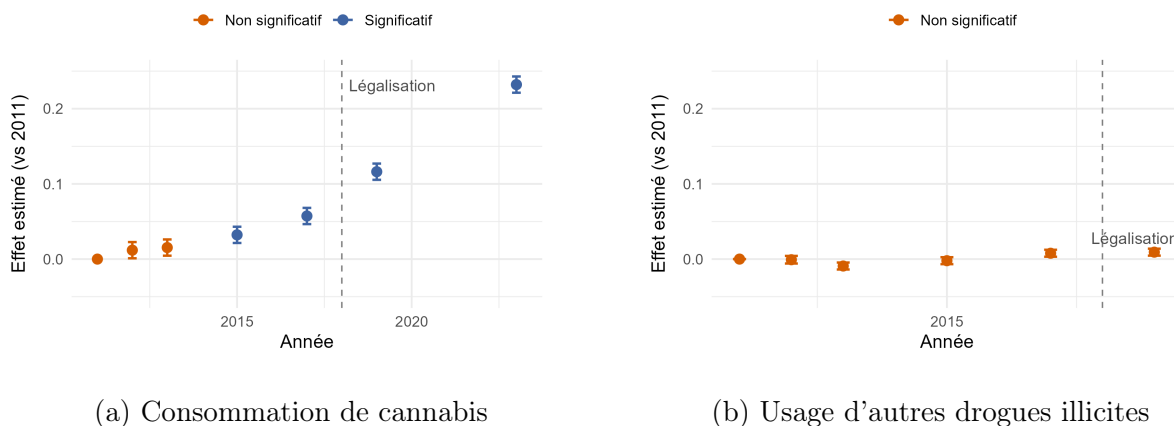 Non significatif
Significatif
Effet estimé (vs 2011)
0.2
0.1
0.0
Légalisation
2015
2020
Année
(a) Consommation de cannabis
Non significatif
Effet estimé (vs 2011)
0.2
0.1
0.0
Légalisation
2015
Année
(b) Usage d'autres drogues illicites